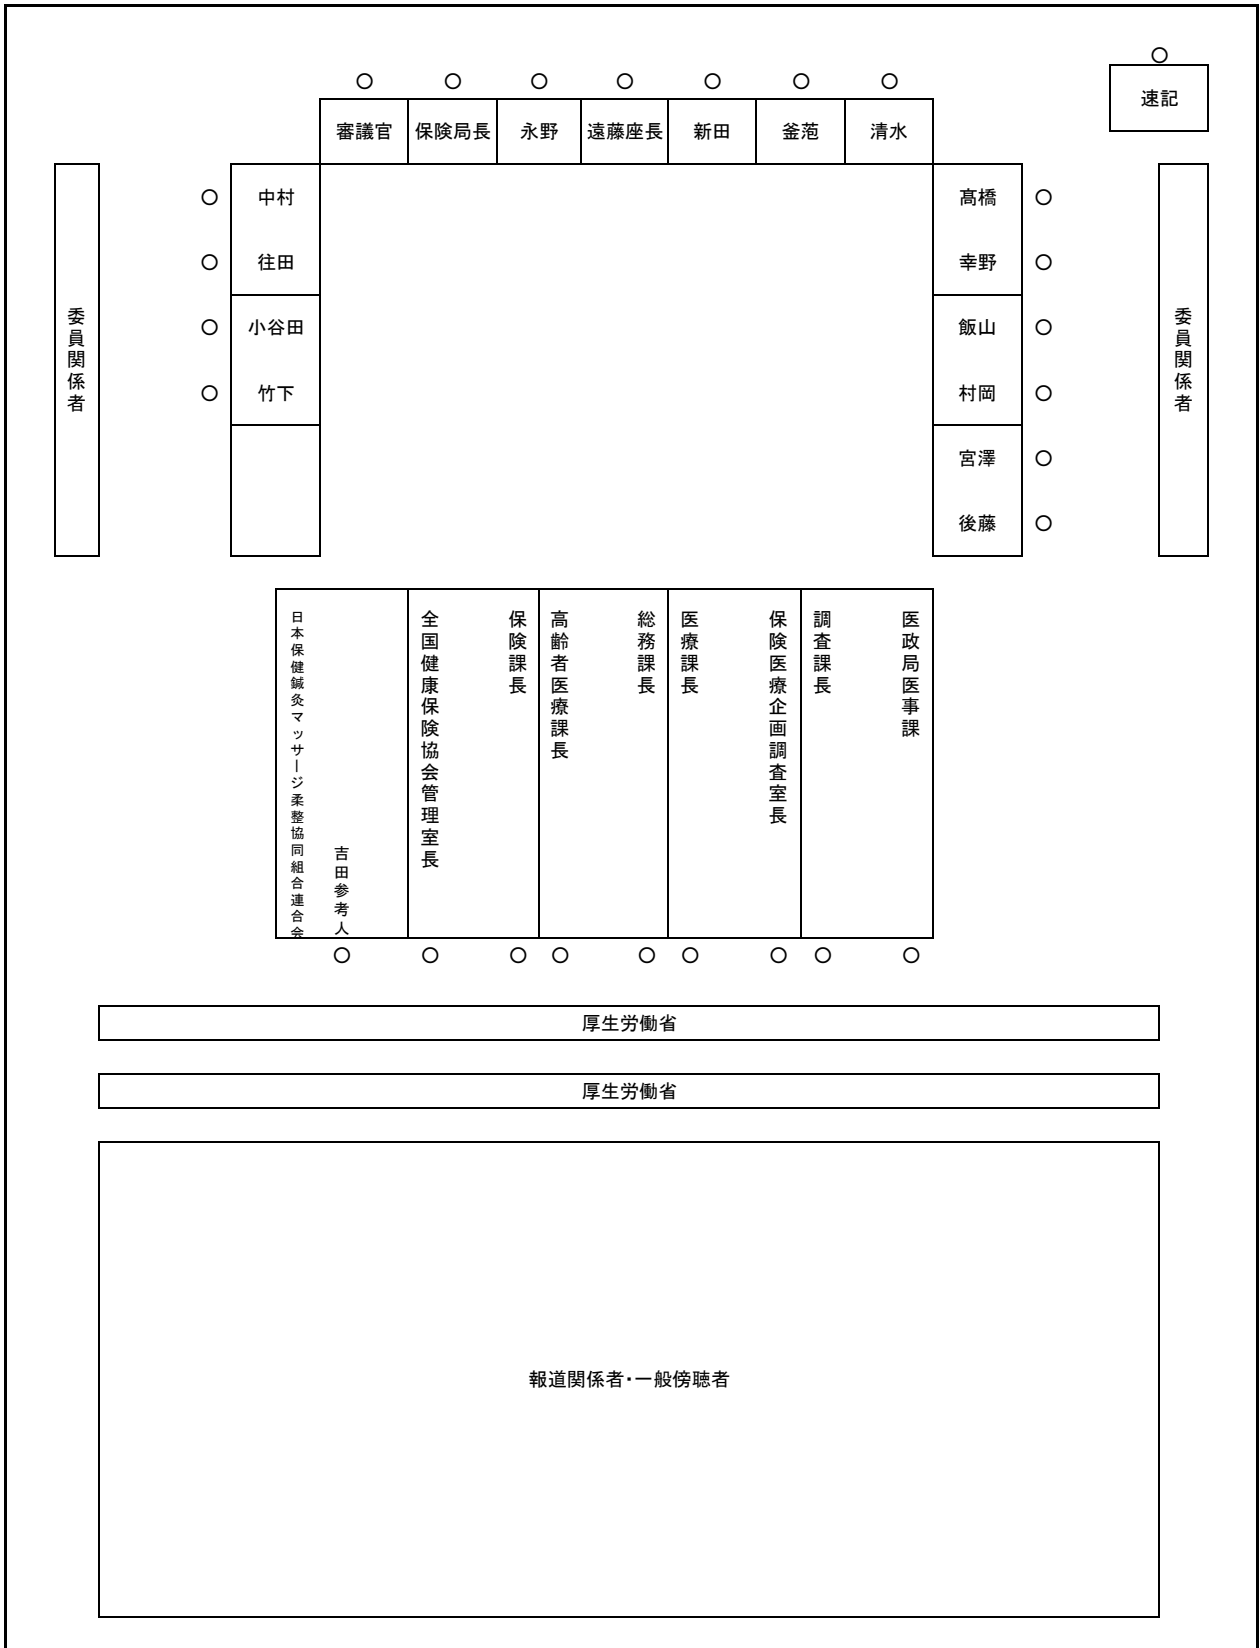 速記
審議官
保険局長
永野
遠藤座長
新田
釜萢
清水
中村
往田
小谷田
竹下
髙橋
幸野
飯山
村岡
宮澤
後藤
委員関係者
委員関係者
日本保健鍼灸マッサージ柔整協同組合連合会
吉田参考人
全国健康保険協会管理室長
保険課長
高齢者医療課長
総務課長
医療課長
保険医療企画調査室長
調査課長
医政局医事課
厚生労働省
厚生労働省
報道関係者・一般傍聴者